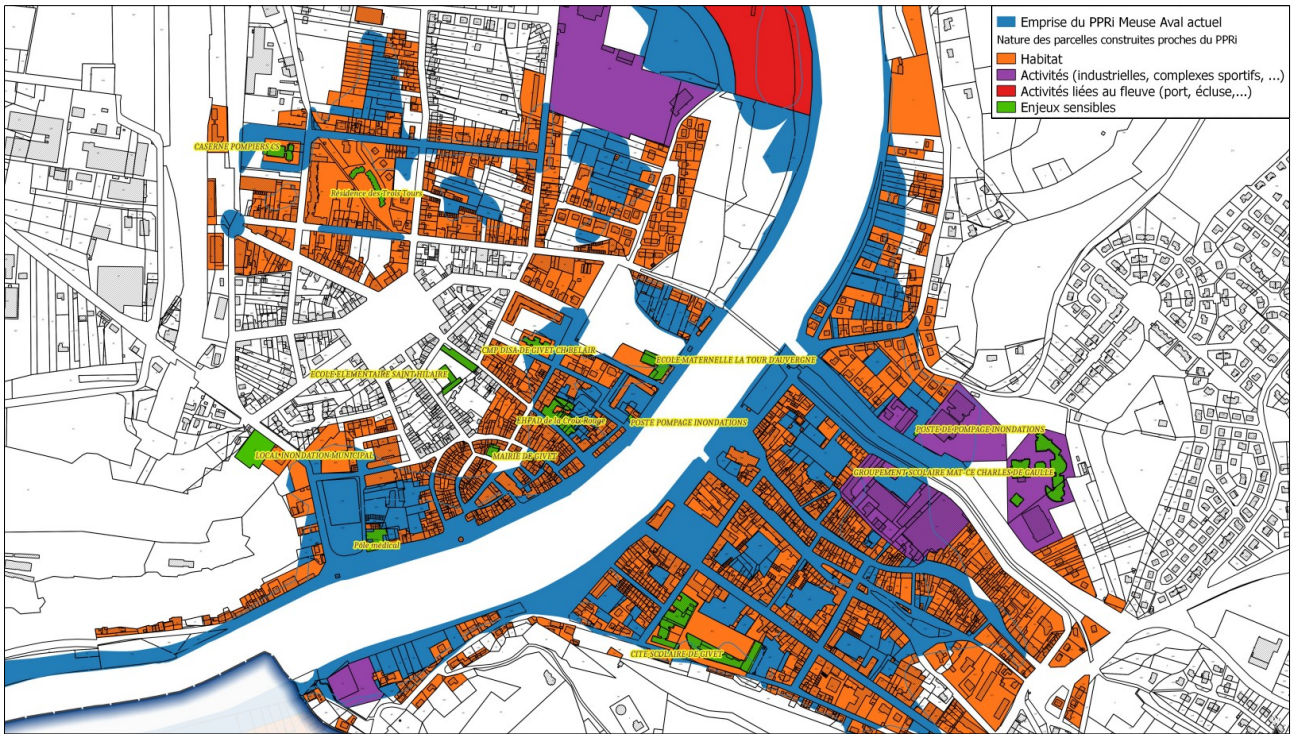 Emprise du PPRi Meuse Aval actuel
Nature des parcelles construites proches du PPRi
Habitat
Activités (industrielles, complexes sportifs, ...)
Activités liées au fleuve (port, écluse,...)
Enjeux sensibles
CASERNE POMPIERS CS
Résidence des Trois Tours
CMP DISA DE GIVET CH BELAIR
ECOLE MATERNELLE LA TOUR D'AUVERGNE
ECOLE ELEMENTAIRE SAINT HILAIRE
EHPAD de la Croix Rouge
POSTE POMPAGE INONDATIONS
POSTE DE POMPAGE INONDATIONS
LOCAL INONDATION MUNICIPAL
MAIRIE DE GIVET
GROUPEMENT SCOLAIRE MAT-CE CHARLES DE GAULLE
Pôle médical
CITE SCOLAIRE DE GIVET